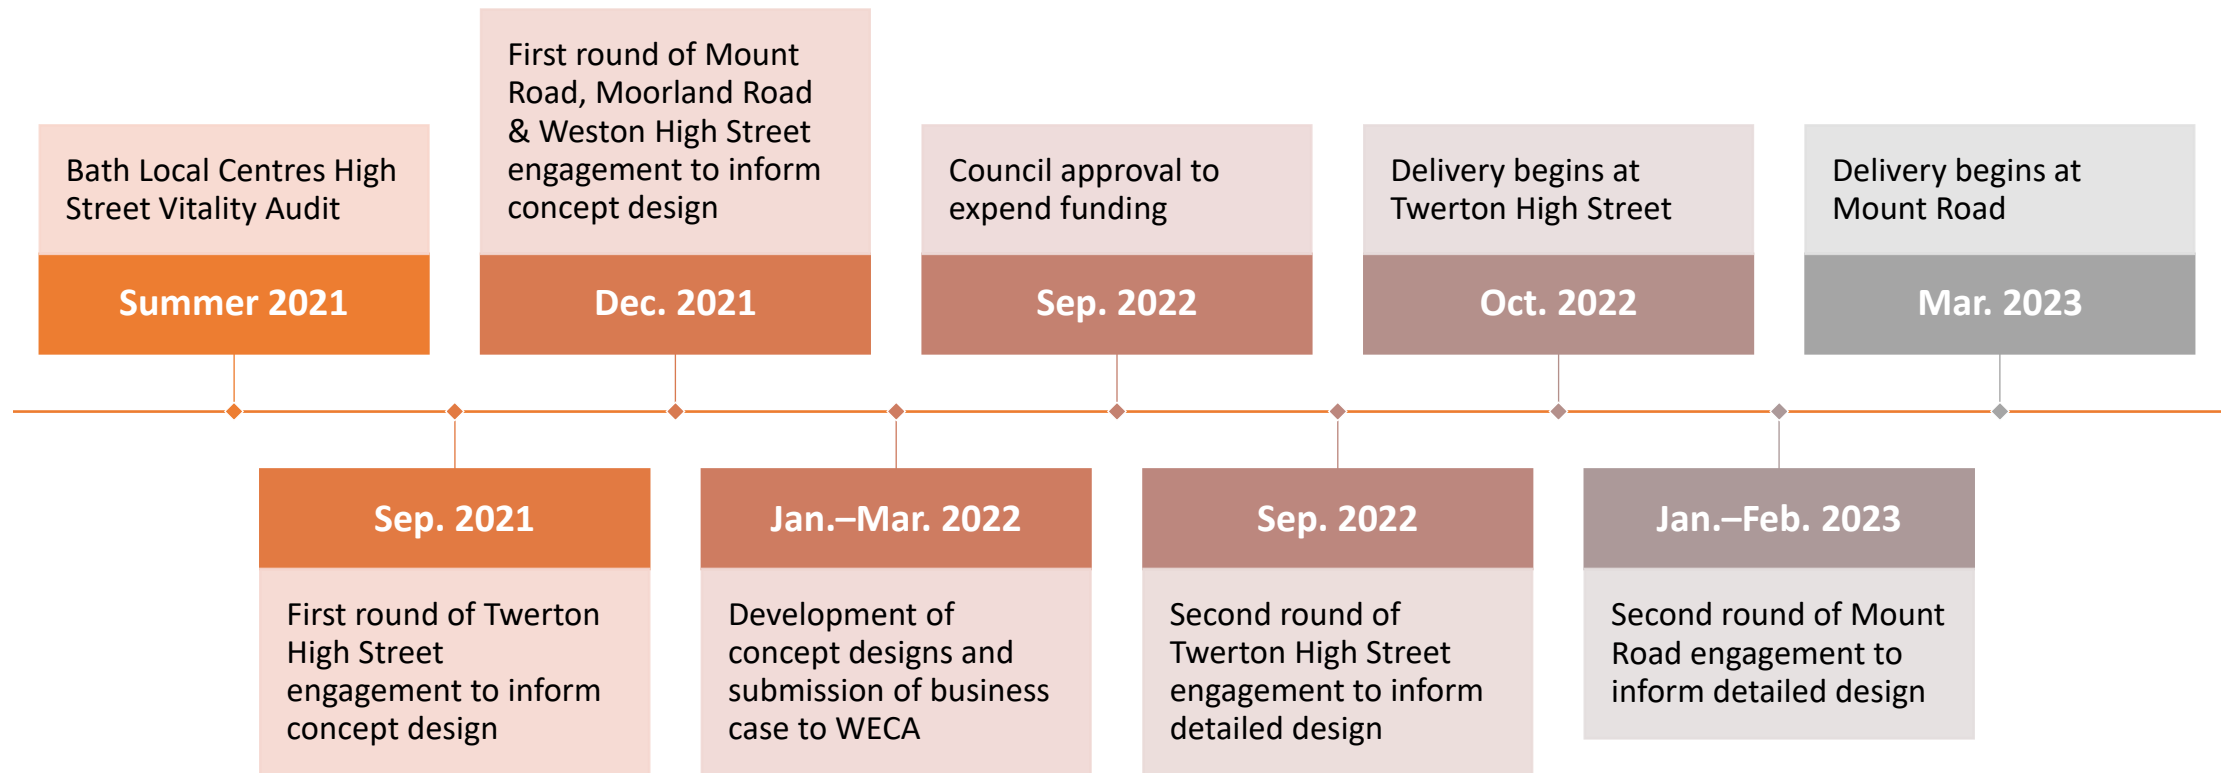 Bath Local Centres High
Street Vitality Audit
Summer 2021
Sep. 2021
First round of Twerton
High Street
engagement to inform
concept design
First round of Mount
Road, Moorland Road
& Weston High Street
engagement to inform
concept design
Dec. 2021
Jan.–Mar. 2022
Development of
concept designs and
submission of business
case to WECA
Council approval to
expend funding
Sep. 2022
Sep. 2022
Second round of
Twerton High Street
engagement to inform
detailed design
Delivery begins at
Twerton High Street
Oct. 2022
Jan.–Feb. 2023
Second round of Mount
Road engagement to
inform detailed design
Delivery begins at
Mount Road
Mar. 2023